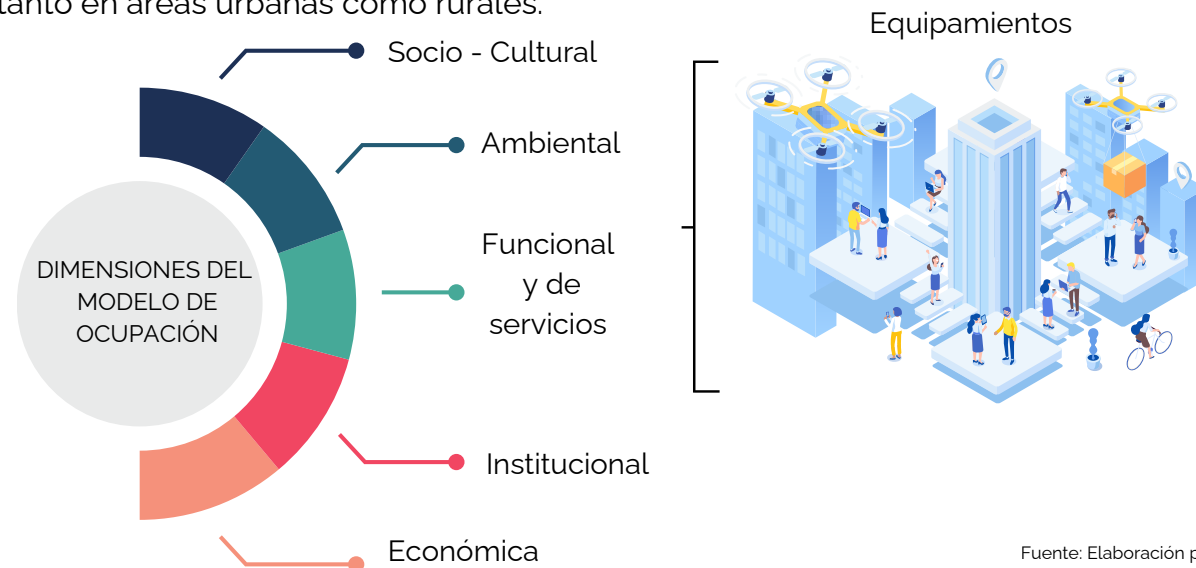 tanto en áreas urbanas como rurales.
Equipamientos
Socio - Cultural
Ambiental
Funcional
y de
servicios
DIMENSIONES DEL
MODELO DE
OCUPACIÓN
Institucional
Económica
Fuente: Elaboración p